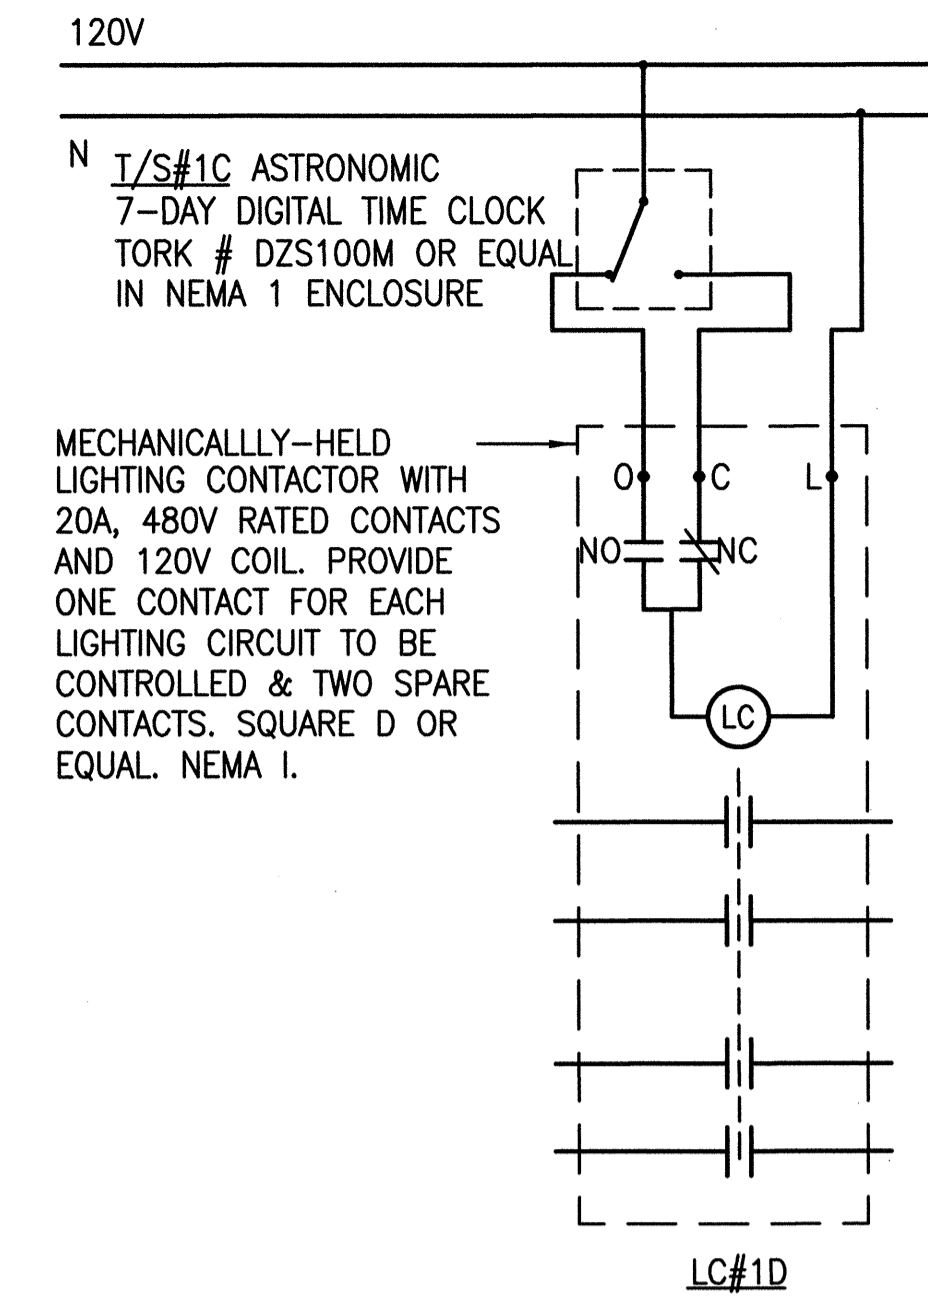 120V
N
T/S#1C ASTRONOMIC
7-DAY DIGITAL TIME CLOCK
TORK # DZS100M OR EQUAL
IN NEMA 1 ENCLOSURE
MECHANICALLLY-HELD
LIGHTING CONTACTOR WITH
20A, 480V RATED CONTACTS
AND 120V COIL. PROVIDE
ONE CONTACT FOR EACH
LIGHTING CIRCUIT TO BE
CONTROLLED & TWO SPARE
CONTACTS. SQUARE D OR
EQUAL. NEMA I.
O C L
NO NC
LC
LC#1D